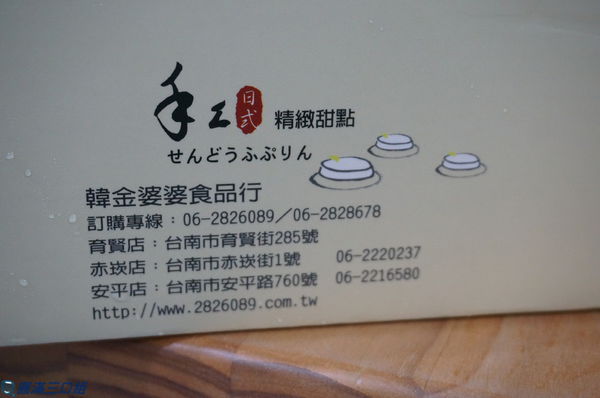 手工日式 精緻甜點
せんどうふぷりん
韓金婆婆食品行
訂購專線：06-2826089／06-2828678
育賢店：台南市育賢街285號
赤崁店：台南市赤崁街1號 06-2220237
安平店：台南市安平路760號 06-2216580
http://www.2826089.com.tw